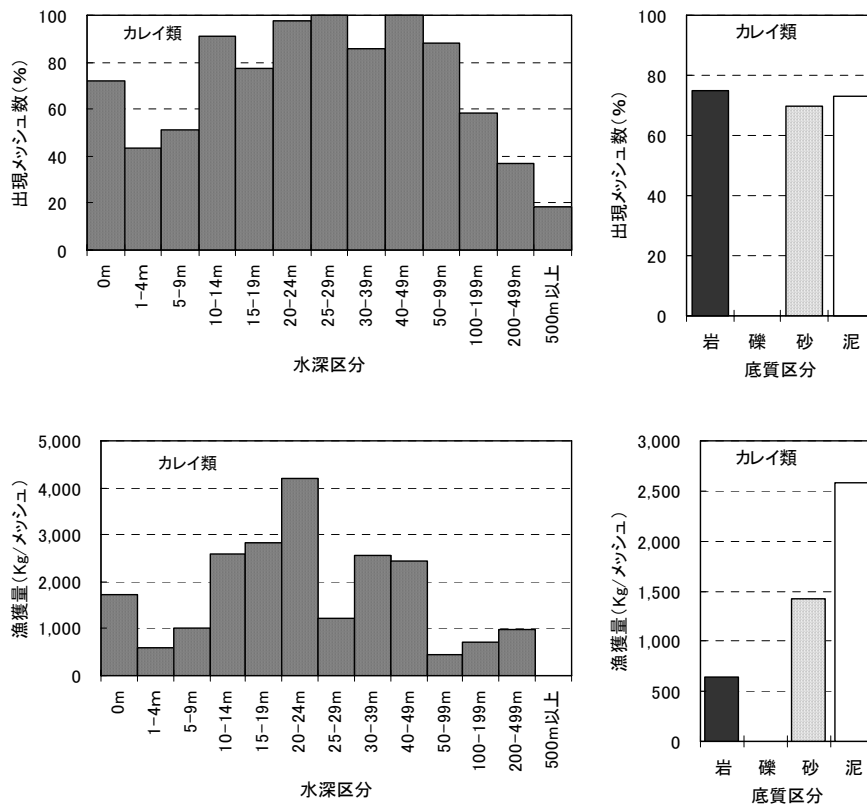 カレイ類
出現メッシュ数(%)
100
80
60
40
20
0
0m
1-4m
5-9m
10-14m
15-19m
20-24m
25-29m
30-39m
40-49m
50-99m
100-199m
200-499m
500m以上
水深区分
カレイ類
出現メッシュ数(%)
100
80
60
40
20
0
岩 礫 砂 泥
底質区分
カレイ類
漁獲量(Kg/メッシュ)
5,000
4,000
3,000
2,000
1,000
0
0m
1-4m
5-9m
10-14m
15-19m
20-24m
25-29m
30-39m
40-49m
50-99m
100-199m
200-499m
500m以上
水深区分
カレイ類
漁獲量(Kg/メッシュ)
3,000
2,500
2,000
1,500
1,000
500
0
岩 礫 砂 泥
底質区分